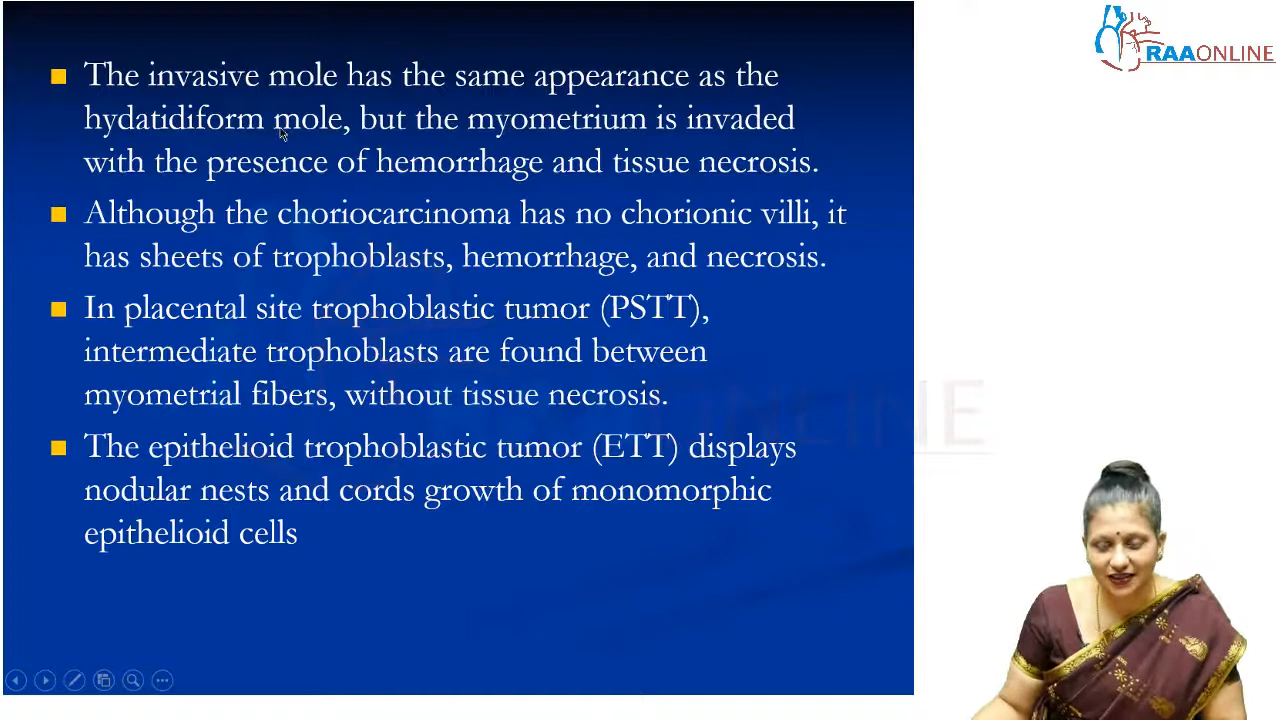 RAAONLINE
The invasive mole has the same appearance as the
hydatidiform mole, but the myometrium is invaded
with the presence of hemorrhage and tissue necrosis.
Although the choriocarcinoma has no chorionic villi, it
has sheets of trophoblasts, hemorrhage, and necrosis.
In placental site trophoblastic tumor (PSTT),
intermediate trophoblasts are found between
myometrial fibers, without tissue necrosis.
The epithelioid trophoblastic tumor (ETT) displays
nodular nests and cords growth of monomorphic
epithelioid cells